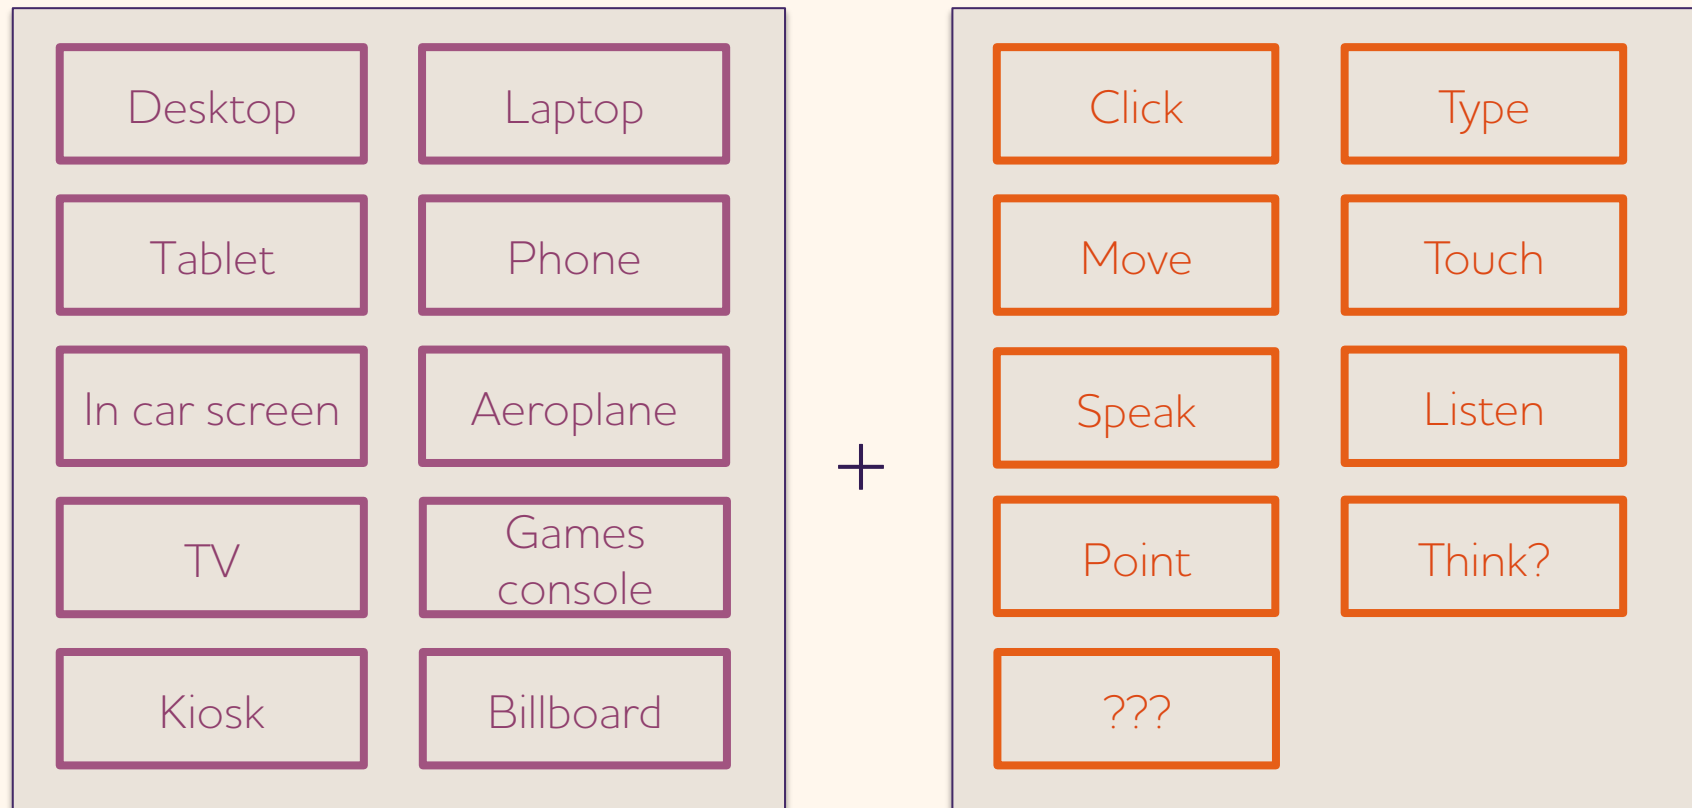 Desktop
Laptop
Tablet
Phone
In car screen
Aeroplane
TV
Games
console
Kiosk
Billboard
+
Click
Type
Move
Touch
Speak
Listen
Point
Think?
???